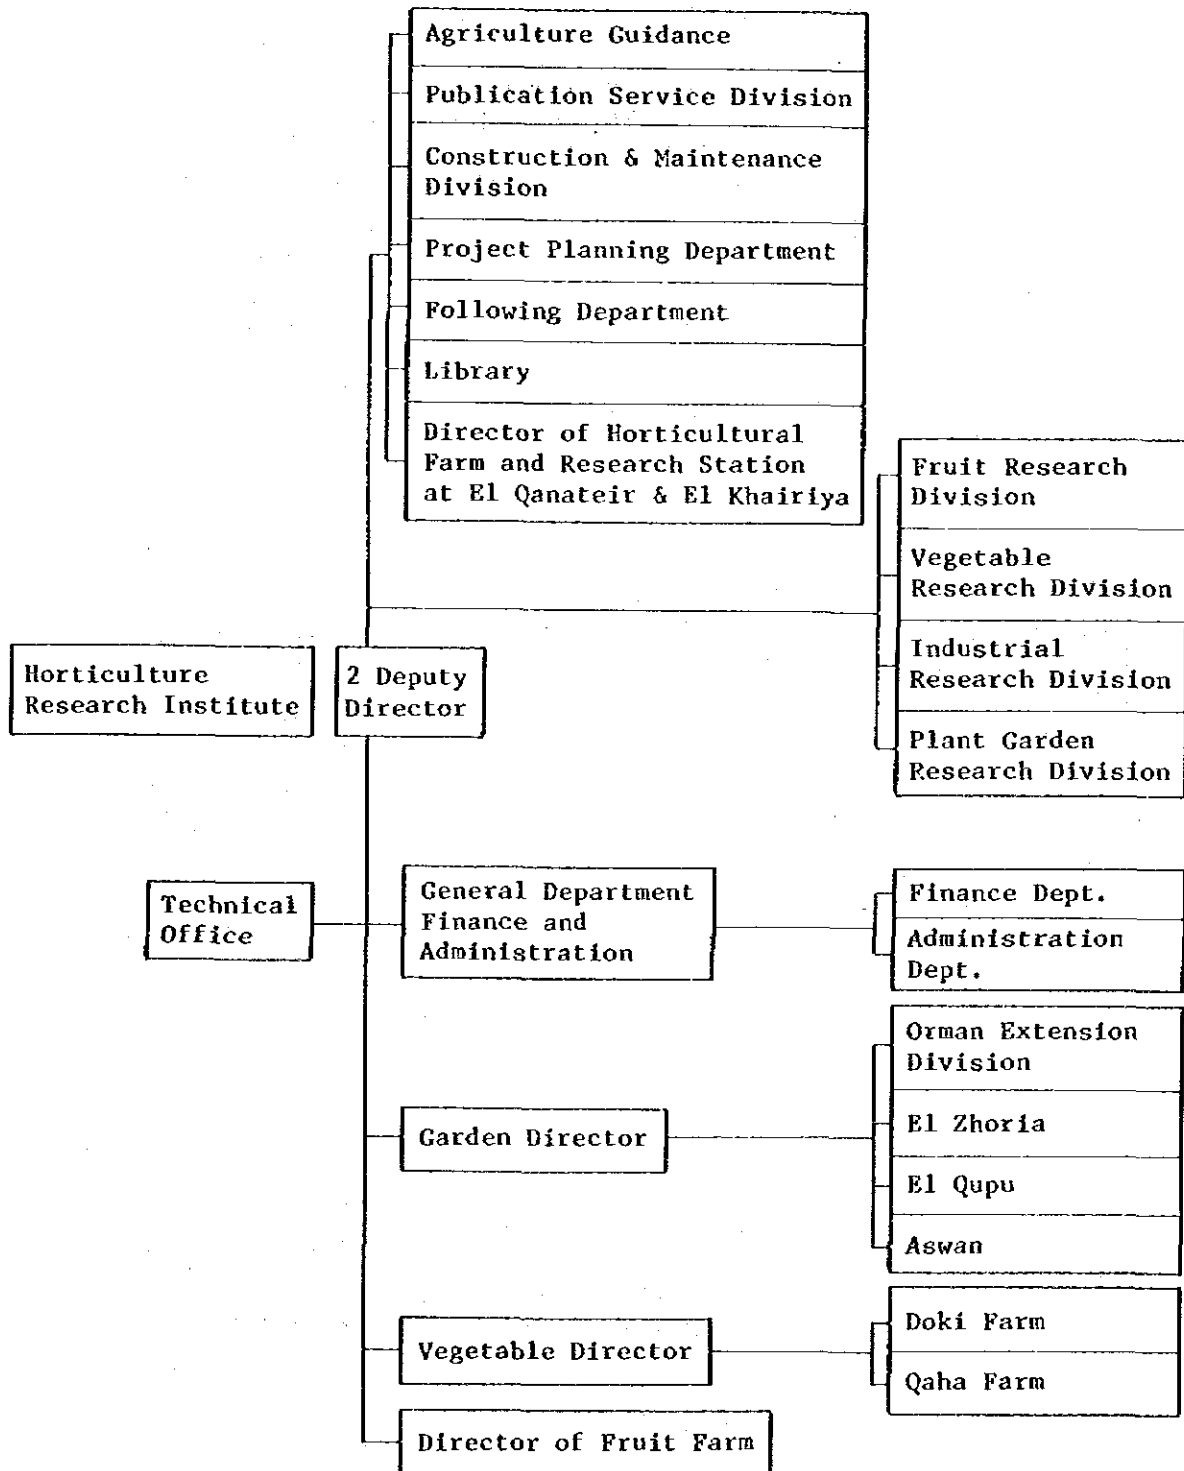 Agriculture Guidance
Publication Service Division
Construction & Maintenance
Division
Project Planning Department
Following Department
Library
Director of Horticultural
Farm and Research Station
at El Qanateir & El Khairiya
Fruit Research
Division
Vegetable
Research Division
Industrial
Research Division
Plant Garden
Research Division
Horticulture
Research Institute
2 Deputy
Director
Technical
Office
General Department
Finance and
Administration
Finance Dept.
Administration
Dept.
Garden Director
Orman Extension
Division
El Zhoria
El Qupu
Aswan
Vegetable Director
Doki Farm
Qaha Farm
Director of Fruit Farm